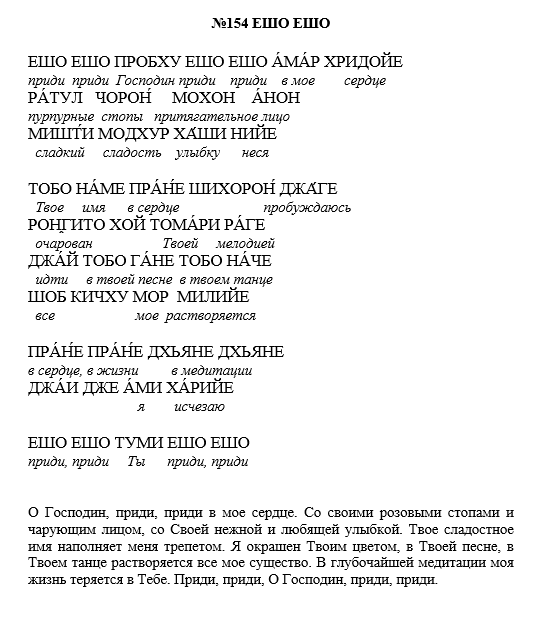 №154 ЕШО ЕШО
ЕШО ЕШО ПРОБХУ ЕШО ЕШО А́МА́Р ХРИДОЙЕ
приди приди Господин приди приди в мое сердце
РА́ТУЛ ЧОРОН́ МОХОН А́НОН
пурпурные стопы притягательное лицо
МИШТ́И МОДХУР ХА́ШИ НИЙЕ
сладкий сладость улыбку неся
ТОБО НА́МЕ ПРА́Н́Е ШИХОРОН́ ДЖА́ГЕ
Твое имя в сердце пробуждаюсь
РОН̣ГИТО ХОЙ ТОМА́РИ РА́ГЕ
очарован Твоей мелодией
ДЖА́Й ТОБО ГА́НЕ ТОБО НА́ЧЕ
идти в твоей песне в твоем танце
ШОБ КИЧХУ МОР МИЛИЙЕ
все мое растворяется
ПРА́Н́Е ПРА́Н́Е ДХЬЯНЕ ДХЬЯНЕ
в сердце, в жизни в медитации
ДЖА́И ДЖЕ А́МИ ХА́РИЙЕ
я исчезаю
ЕШО ЕШО ТУМИ ЕШО ЕШО
приди, приди Ты приди, приди
О Господин, приди, приди в мое сердце. Со своими розовыми стопами и
чарующим лицом, со Своей нежной и любящей улыбкой. Твое сладостное
имя наполняет меня трепетом. Я окрашен Твоим цветом, в Твоей песне, в
Твоем танце растворяется все мое существо. В глубочайшей медитации моя
жизнь теряется в Тебе. Приди, приди, О Господин, приди, приди.